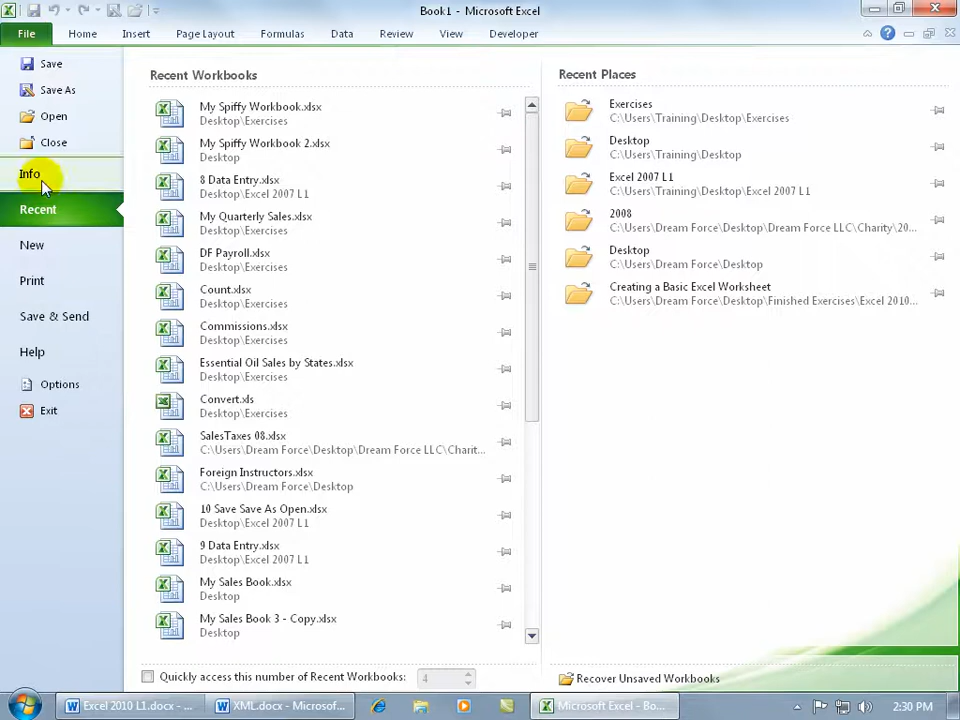 Book1 - Microsoft Excel
File Home Insert Page Layout Formulas Data Review View Developer
Save
Save As
Open
Close
Info
Recent
New
Print
Save & Send
Help
Options
Exit
Recent Workbooks
My Spiffy Workbook.xlsx
Desktop\Exercises
My Spiffy Workbook 2.xlsx
Desktop
8 Data Entry.xlsx
Desktop\Excel 2007 L1
My Quarterly Sales.xlsx
Desktop\Exercises
DF Payroll.xlsx
Desktop\Exercises
Count.xlsx
Desktop\Exercises
Commissions.xlsx
Desktop\Exercises
Essential Oil Sales by States.xlsx
Desktop\Exercises
Convert.xls
Desktop\Exercises
SalesTaxes 08.xlsx
C:\Users\Dream Force\Desktop\Dream Force LLC\Charit...
Foreign Instructors.xlsx
C:\Users\Dream Force\Desktop
10 Save Save As Open.xlsx
Desktop\Excel 2007 L1
9 Data Entry.xlsx
Desktop\Excel 2007 L1
My Sales Book.xlsx
Desktop
My Sales Book 3 - Copy.xlsx
Desktop
Quickly access this number of Recent Workbooks: 4
Recent Places
Exercises
C:\Users\Training\Desktop\Exercises
Desktop
C:\Users\Training\Desktop
Excel 2007 L1
C:\Users\Training\Desktop\Excel 2007 L1
2008
C:\Users\Dream Force\Desktop\Dream Force LLC\Charity\20...
Desktop
C:\Users\Dream Force\Desktop
Creating a Basic Excel Worksheet
C:\Users\Dream Force\Desktop\Finished Exercises\Excel 2010...
Recover Unsaved Workbooks
Excel 2010 L1.docx - ... XML.docx - Microsof... Microsoft Excel - Bo... 2:30 PM